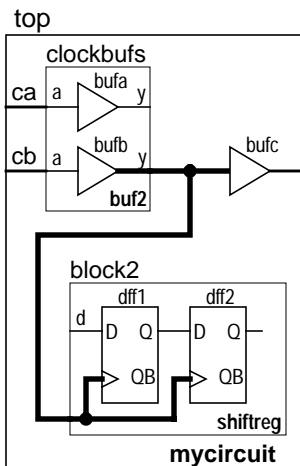 top
clockbufs
ca a bufa y
cb a bufb y bufc
buf2
block2
dff1 dff2
d D Q D Q
QB QB
shiftreg
mycircuit